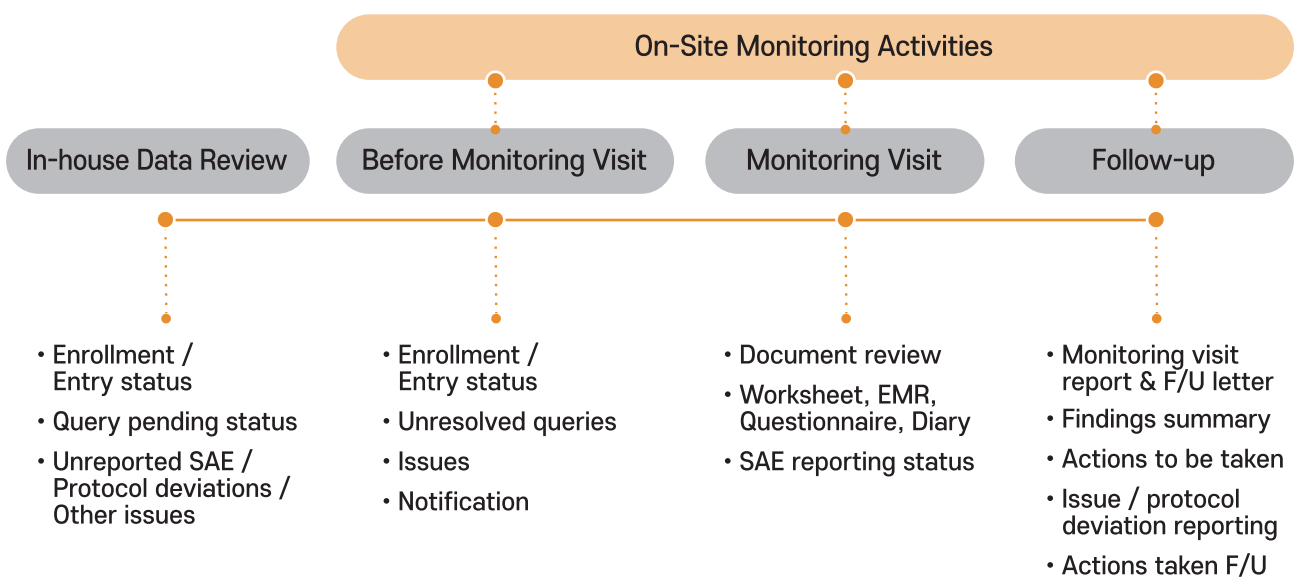 On-Site Monitoring Activities
In-house Data Review
Before Monitoring Visit
Monitoring Visit
Follow-up
• Enrollment /
Entry status
• Query pending status
• Unreported SAE /
Protocol deviations /
Other issues
• Enrollment /
Entry status
• Unresolved queries
• Issues
• Notification
• Document review
• Worksheet, EMR,
Questionnaire, Diary
• SAE reporting status
• Monitoring visit
report & F/U letter
• Findings summary
• Actions to be taken
• Issue / protocol
deviation reporting
• Actions taken F/U